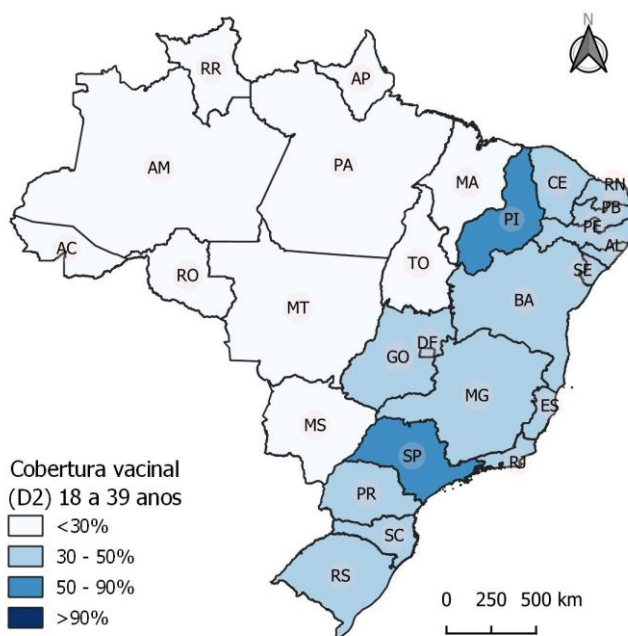 N
RR
AP
AM
PA
MA
CE
RN
PB
PE
AL
SE
PI
AC
RO
TO
MT
BA
GO
DF
MG
ES
MS
SP
RJ
PR
SC
RS
Cobertura vacinal
(D2) 18 a 39 anos
<30%
30 - 50%
50 - 90%
>90%
0 250 500 km